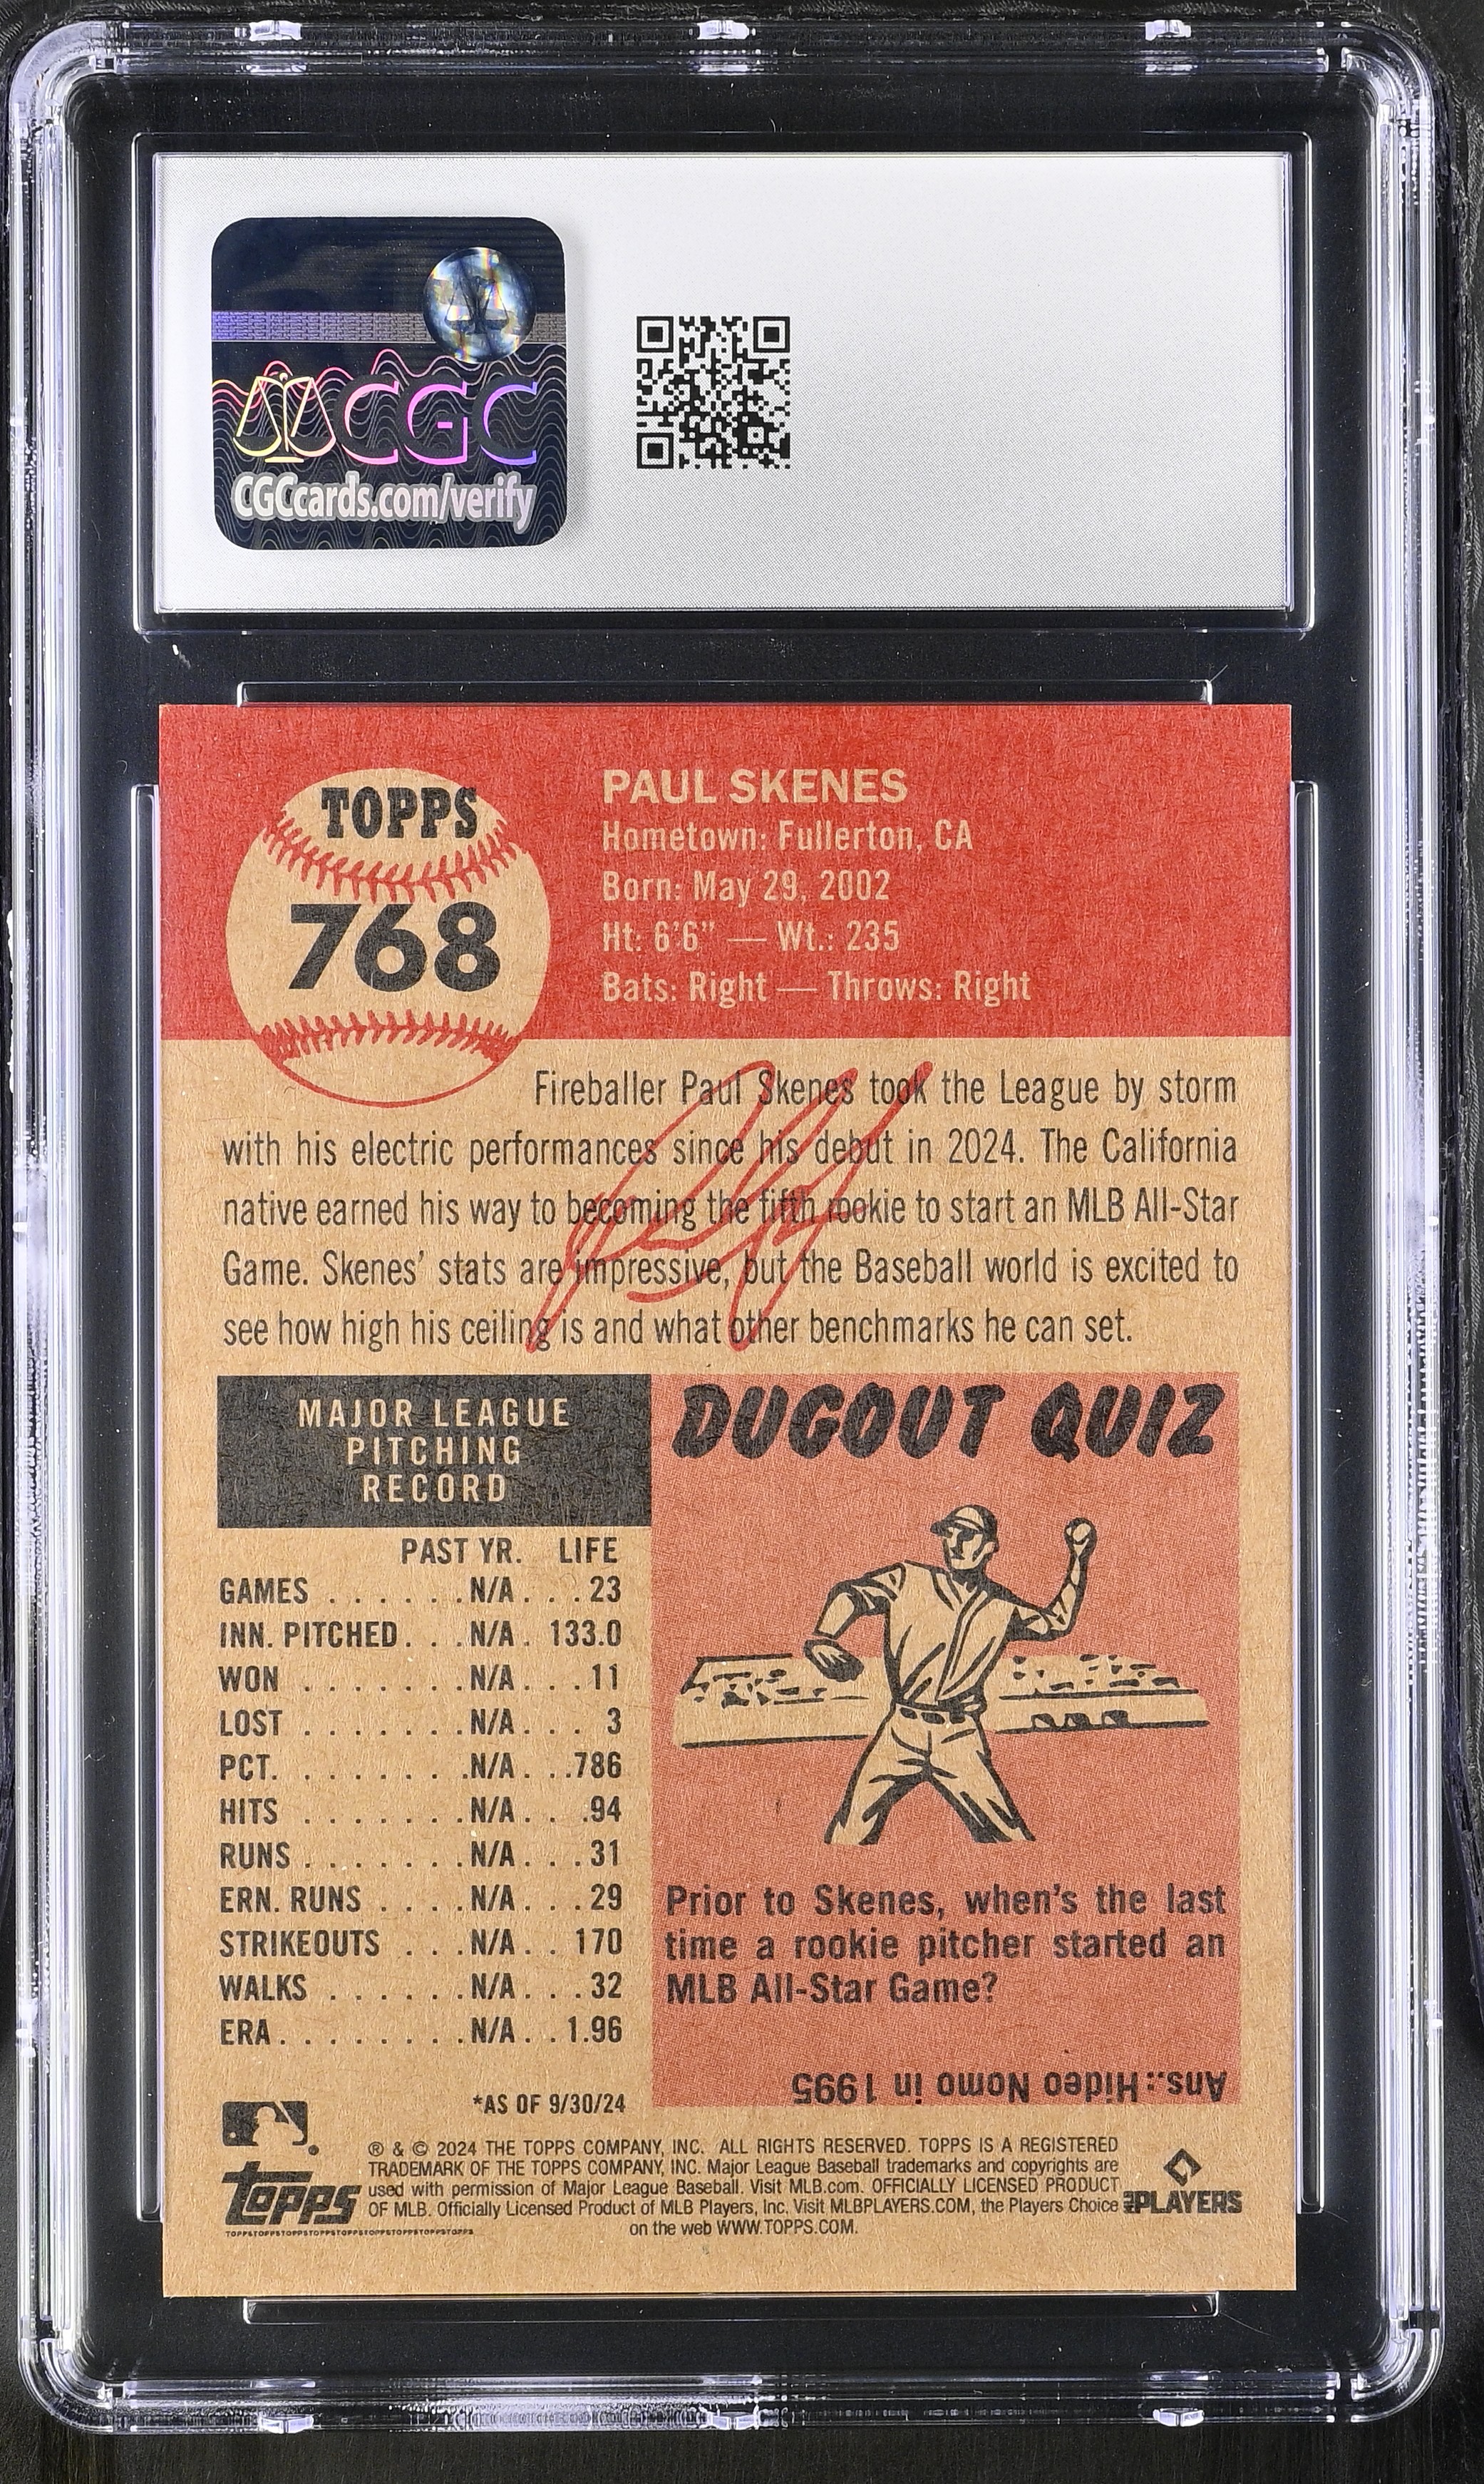 CGC
CGCcards.com/verify
TOPPS
768
PAUL SKENES
Hometown: Fullerton, CA
Born: May 29, 2002
Ht: 6'6" — Wt.: 235
Bats: Right — Throws: Right
Fireballer Paul Skenes took the League by storm
with his electric performances since his debut in 2024. The California
native earned his way to becoming the fifth rookie to start an MLB All-Star
Game. Skenes' stats are impressive, but the Baseball world is excited to
see how high his ceiling is and what other benchmarks he can set.
MAJOR LEAGUE
PITCHING
RECORD
PAST YR. LIFE
GAMES . . . . . . N/A . . . 23
INN. PITCHED. . . N/A . 133.0
WON . . . . . . . N/A . . . 11
LOST . . . . . . . N/A . . . 3
PCT. . . . . . . . N/A . . .786
HITS . . . . . . . N/A . . .94
RUNS . . . . . . . N/A . . . 31
ERN. RUNS . . . . N/A . . . 29
STRIKEOUTS . . . N/A . . 170
WALKS . . . . . . N/A . . . 32
ERA . . . . . . . . N/A . . 1.96
*AS OF 9/30/24
DUGOUT QUIZ
Prior to Skenes, when's the last
time a rookie pitcher started an
MLB All-Star Game?
Ans.: Hideo Nomo in 1995
® & © 2024 THE TOPPS COMPANY, INC. ALL RIGHTS RESERVED. TOPPS IS A REGISTERED
TRADEMARK OF THE TOPPS COMPANY, INC. Major League Baseball trademarks and copyrights are
used with permission of Major League Baseball. Visit MLB.com. OFFICIALLY LICENSED PRODUCT
OF MLB. Officially Licensed Product of MLB Players, Inc. Visit MLBPLAYERS.COM, the Players Choice
on the web WWW.TOPPS.COM.
topps
PLAYERS